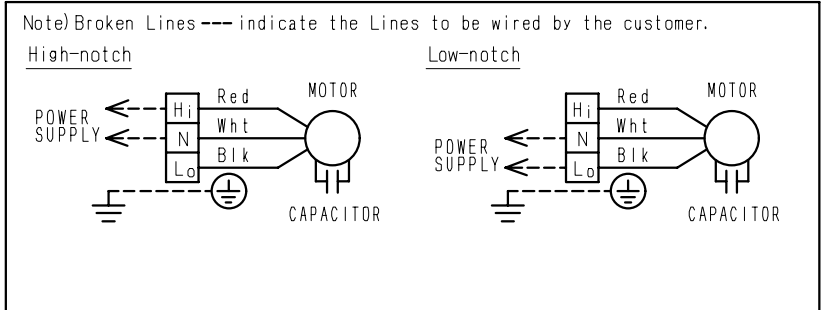 Note)Broken Lines --- indicate the Lines to be wired by the customer.
High-notch
POWER
SUPPLY
Hi
N
Lo
Red
Wht
Blk
MOTOR
CAPACITOR
Low-notch
POWER
SUPPLY
Hi
N
Lo
Red
Wht
Blk
MOTOR
CAPACITOR